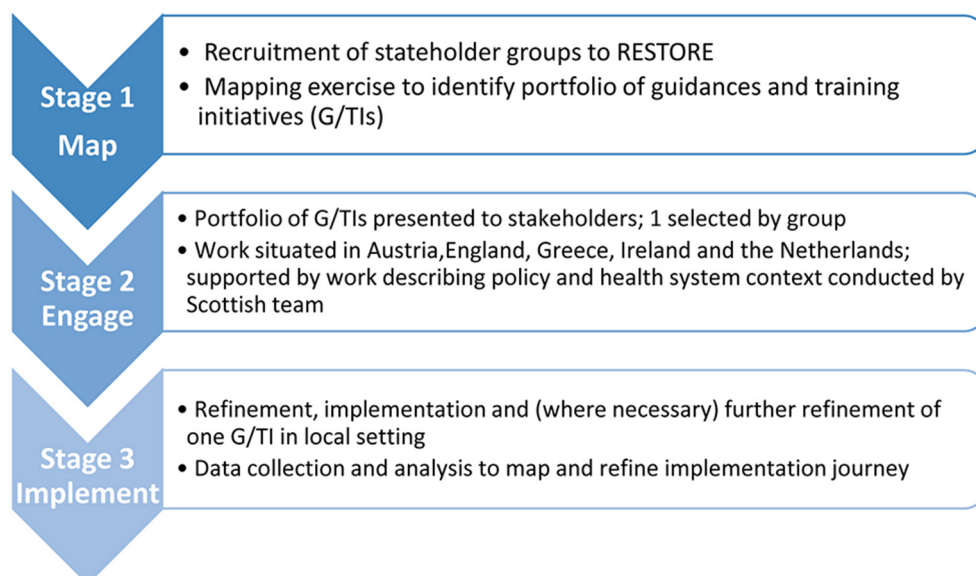 Stage 1
Map
• Recruitment of stateholder groups to RESTORE
• Mapping exercise to identify portfolio of guidances and training
initiatives (G/TIs)
Stage 2
Engage
• Portfolio of G/TIs presented to stakeholders; 1 selected by group
• Work situated in Austria,England, Greece, Ireland and the Netherlands;
supported by work describing policy and health system context conducted by
Scottish team
Stage 3
Implement
• Refinement, implementation and (where necessary) further refinement of
one G/TI in local setting
• Data collection and analysis to map and refine implementation journey